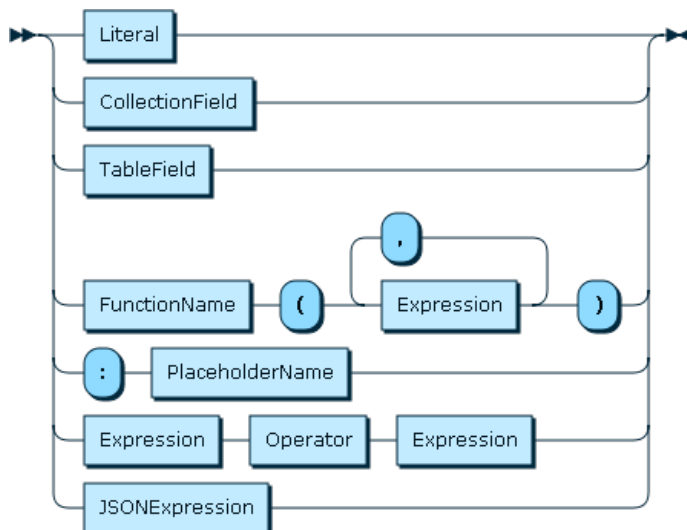 Literal
CollectionField
TableField
,
FunctionName ( Expression )
: PlaceholderName
Expression Operator Expression
JSONExpression